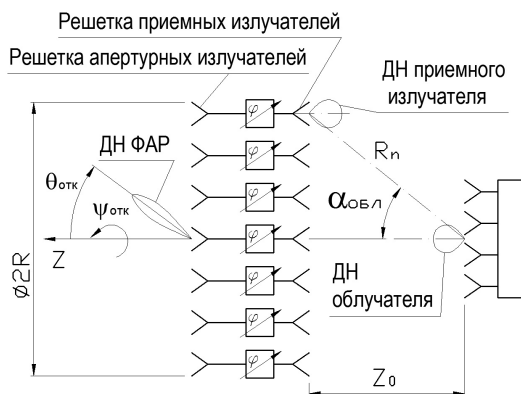 Решетка приемных излучателей
Решетка апертурных излучателей
ДН приемного
излучателя
ДН ФАР
θотк
ψотк
Z
Ø2R
φ
φ
φ
φ
φ
φ
φ
Rn
αОБЛ
ДН
облучателя
Z0